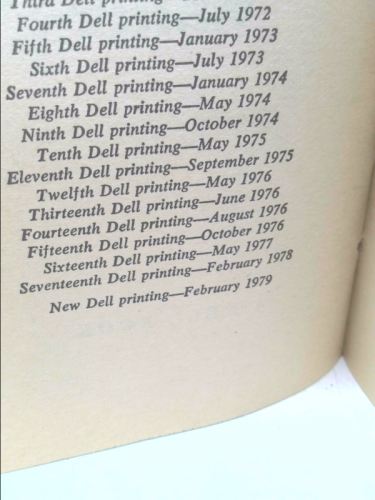 Third Dell printing—
Fourth Dell printing—July 1972
Fifth Dell printing—January 1973
Sixth Dell printing—July 1973
Seventh Dell printing—January 1974
Eighth Dell printing—May 1974
Ninth Dell printing—October 1974
Tenth Dell printing—May 1975
Eleventh Dell printing—September 1975
Twelfth Dell printing—May 1976
Thirteenth Dell printing—June 1976
Fourteenth Dell printing—August 1976
Fifteenth Dell printing—October 1976
Sixteenth Dell printing—May 1977
Seventeenth Dell printing—February 1978
New Dell printing—February 1979